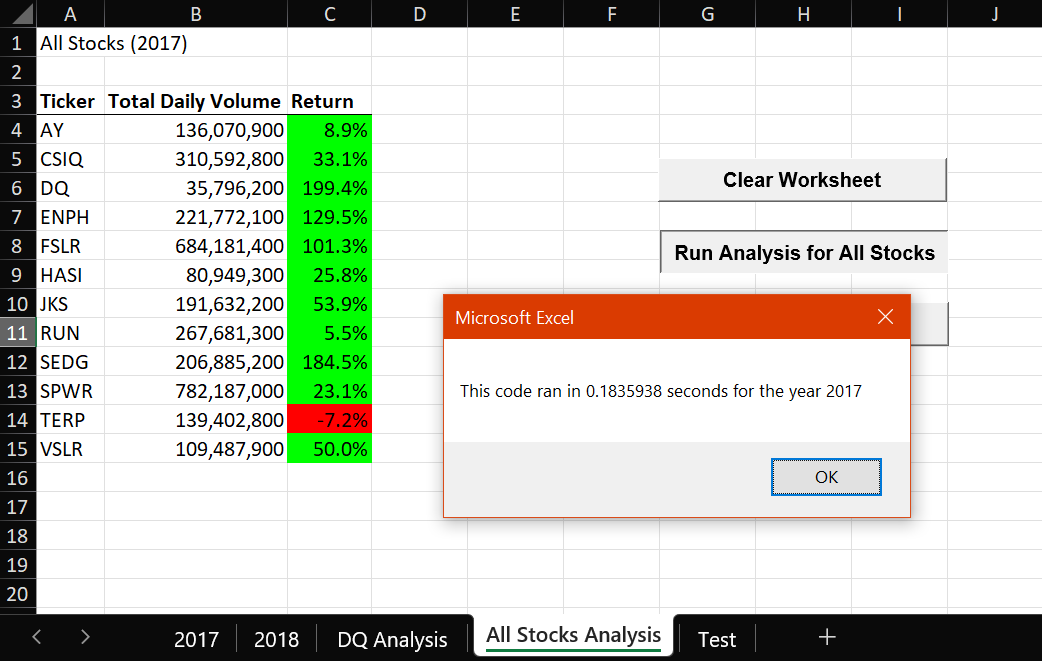 A B C D E F G H I J
1 All Stocks (2017)
2
3 Ticker Total Daily Volume Return
4 AY 136,070,900 8.9%
5 CSIQ 310,592,800 33.1%
6 DQ 35,796,200 199.4%
7 ENPH 221,772,100 129.5%
8 FSLR 684,181,400 101.3%
9 HASI 80,949,300 25.8%
10 JKS 191,632,200 53.9%
11 RUN 267,681,300 5.5%
12 SEDG 206,885,200 184.5%
13 SPWR 782,187,000 23.1%
14 TERP 139,402,800 -7.2%
15 VSLR 109,487,900 50.0%
16
17
18
19
20
Clear Worksheet
Run Analysis for All Stocks
Microsoft Excel
This code ran in 0.1835938 seconds for the year 2017
OK
2017 2018 DQ Analysis All Stocks Analysis Test